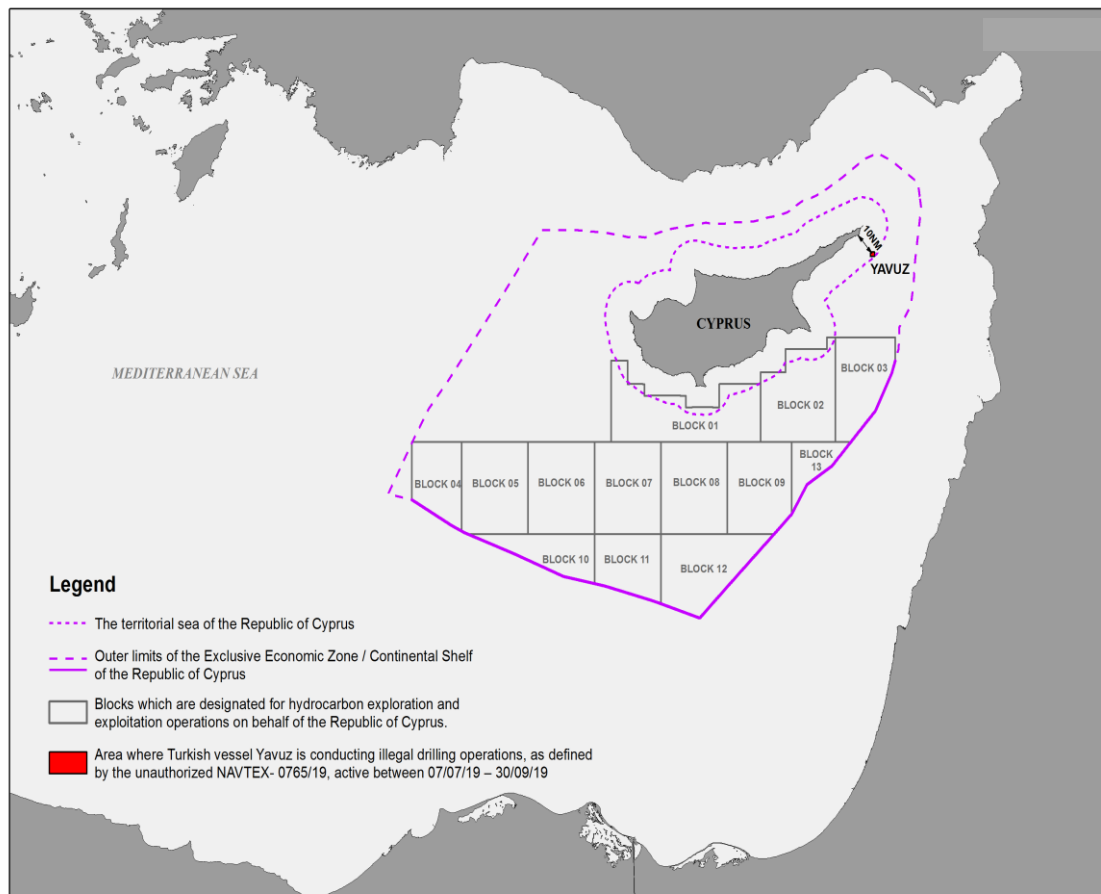 10NM
YAVUZ
CYPRUS
MEDITERRANEAN SEA
BLOCK 03
BLOCK 02
BLOCK 01
BLOCK 13
BLOCK 04
BLOCK 05
BLOCK 06
BLOCK 07
BLOCK 08
BLOCK 09
BLOCK 10
BLOCK 11
BLOCK 12
Legend
The territorial sea of the Republic of Cyprus
Outer limits of the Exclusive Economic Zone / Continental Shelf
of the Republic of Cyprus
Blocks which are designated for hydrocarbon exploration and
exploitation operations on behalf of the Republic of Cyprus.
Area where Turkish vessel Yavuz is conducting illegal drilling operations, as defined
by the unauthorized NAVTEX- 0765/19, active between 07/07/19 – 30/09/19